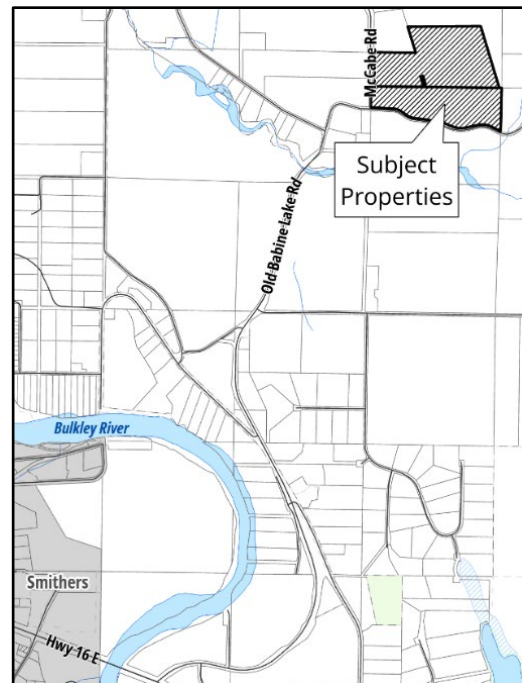 McCabe Rd
Subject
Properties
Old Babine Lake Rd
Bulkley River
Smithers
Hwy 16 E